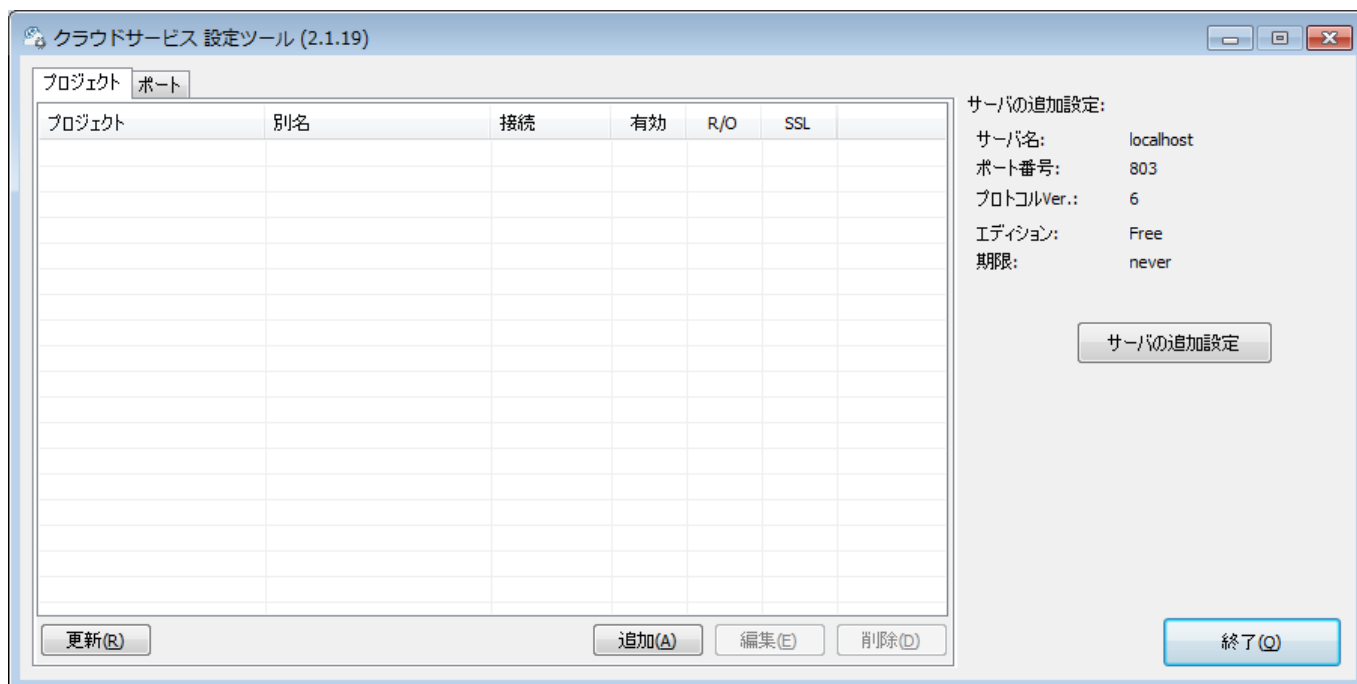 クラウドサービス 設定ツール (2.1.19)
プロジェクト ポート
プロジェクト 別名 接続 有効 R/O SSL
サーバの追加設定:
サーバ名: localhost
ポート番号: 803
プロトコルVer.: 6
エディション: Free
期限: never
サーバの追加設定
更新(R) 追加(A) 編集(E) 削除(D) 終了(Q)